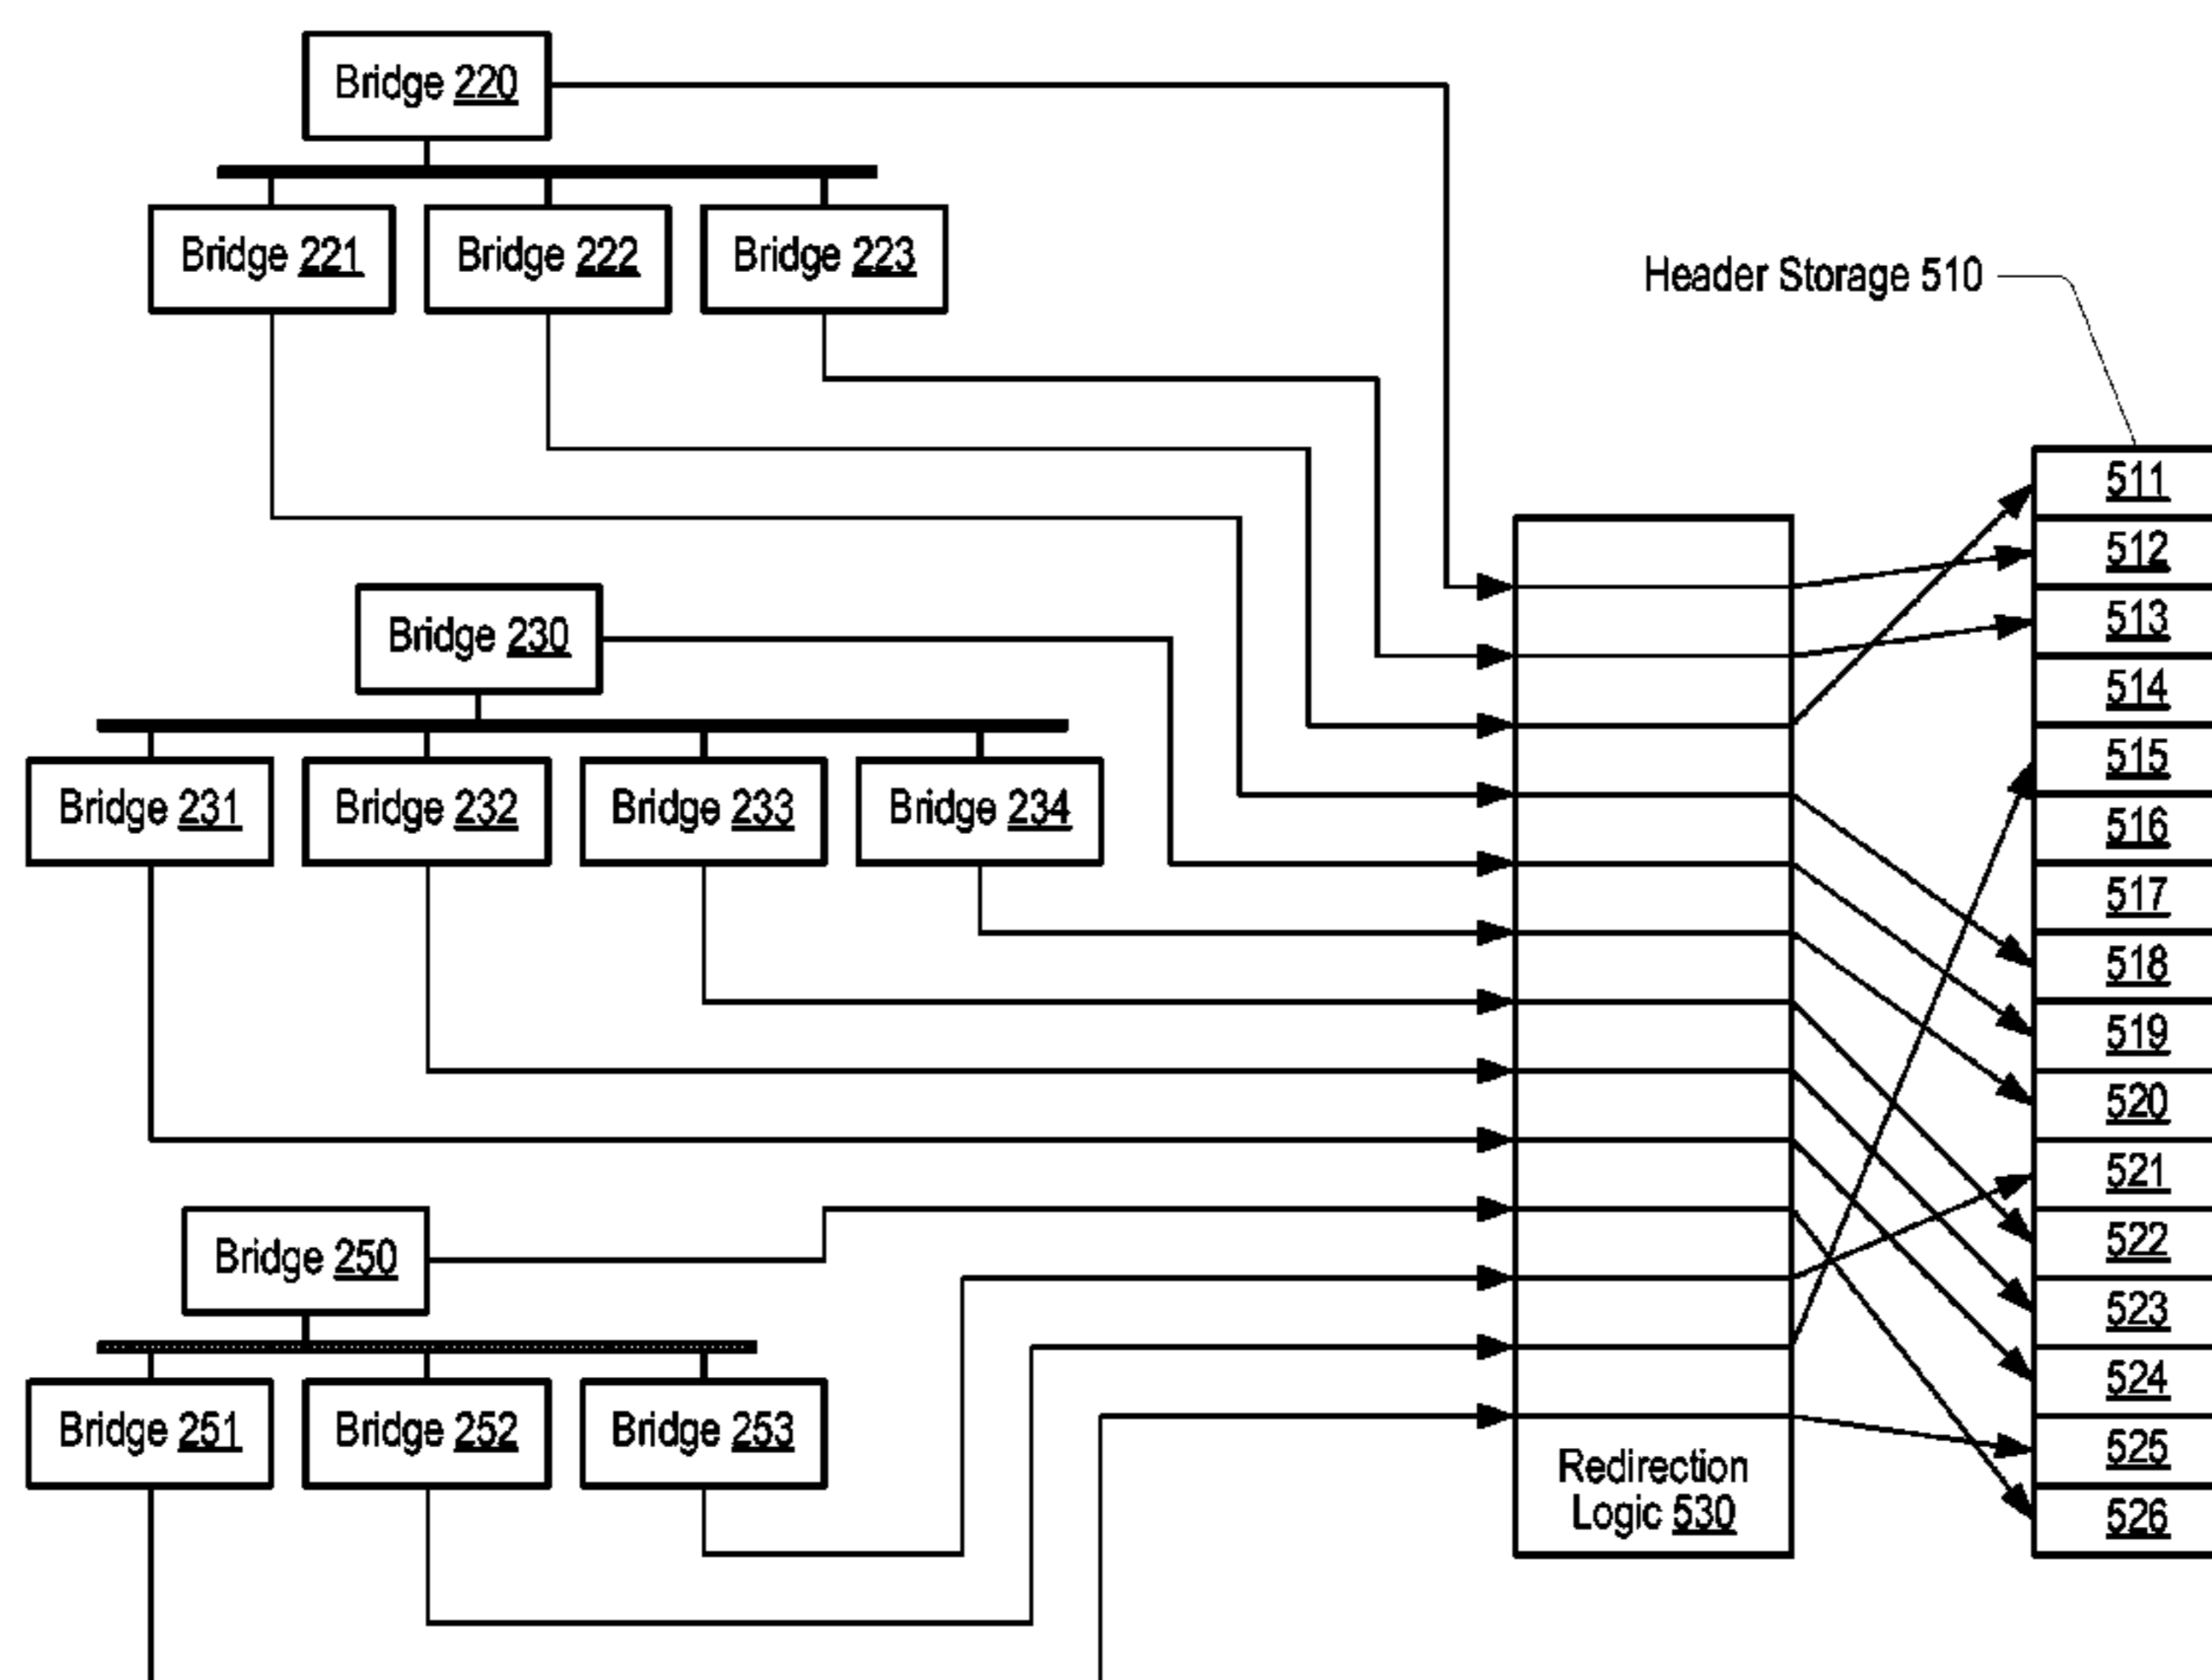 Bridge 220
Bridge 221
Bridge 222
Bridge 223
Header Storage 510
511
512
513
514
515
516
517
518
519
520
521
522
523
524
525
526
Bridge 230
Bridge 231
Bridge 232
Bridge 233
Bridge 234
Bridge 250
Bridge 251
Bridge 252
Bridge 253
Redirection
Logic 530